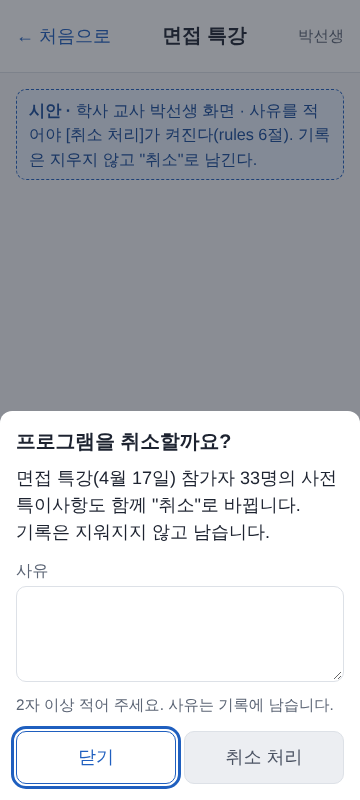 ← 처음으로 면접 특강 박선생
시안 · 학사 교사 박선생 화면 · 사유를 적
어야 [취소 처리]가 켜진다(rules 6절). 기록
은 지우지 않고 "취소"로 남긴다.
프로그램을 취소할까요?
면접 특강(4월 17일) 참가자 33명의 사전
특이사항도 함께 "취소"로 바뀝니다.
기록은 지워지지 않고 남습니다.
사유
2자 이상 적어 주세요. 사유는 기록에 남습니다.
닫기 취소 처리